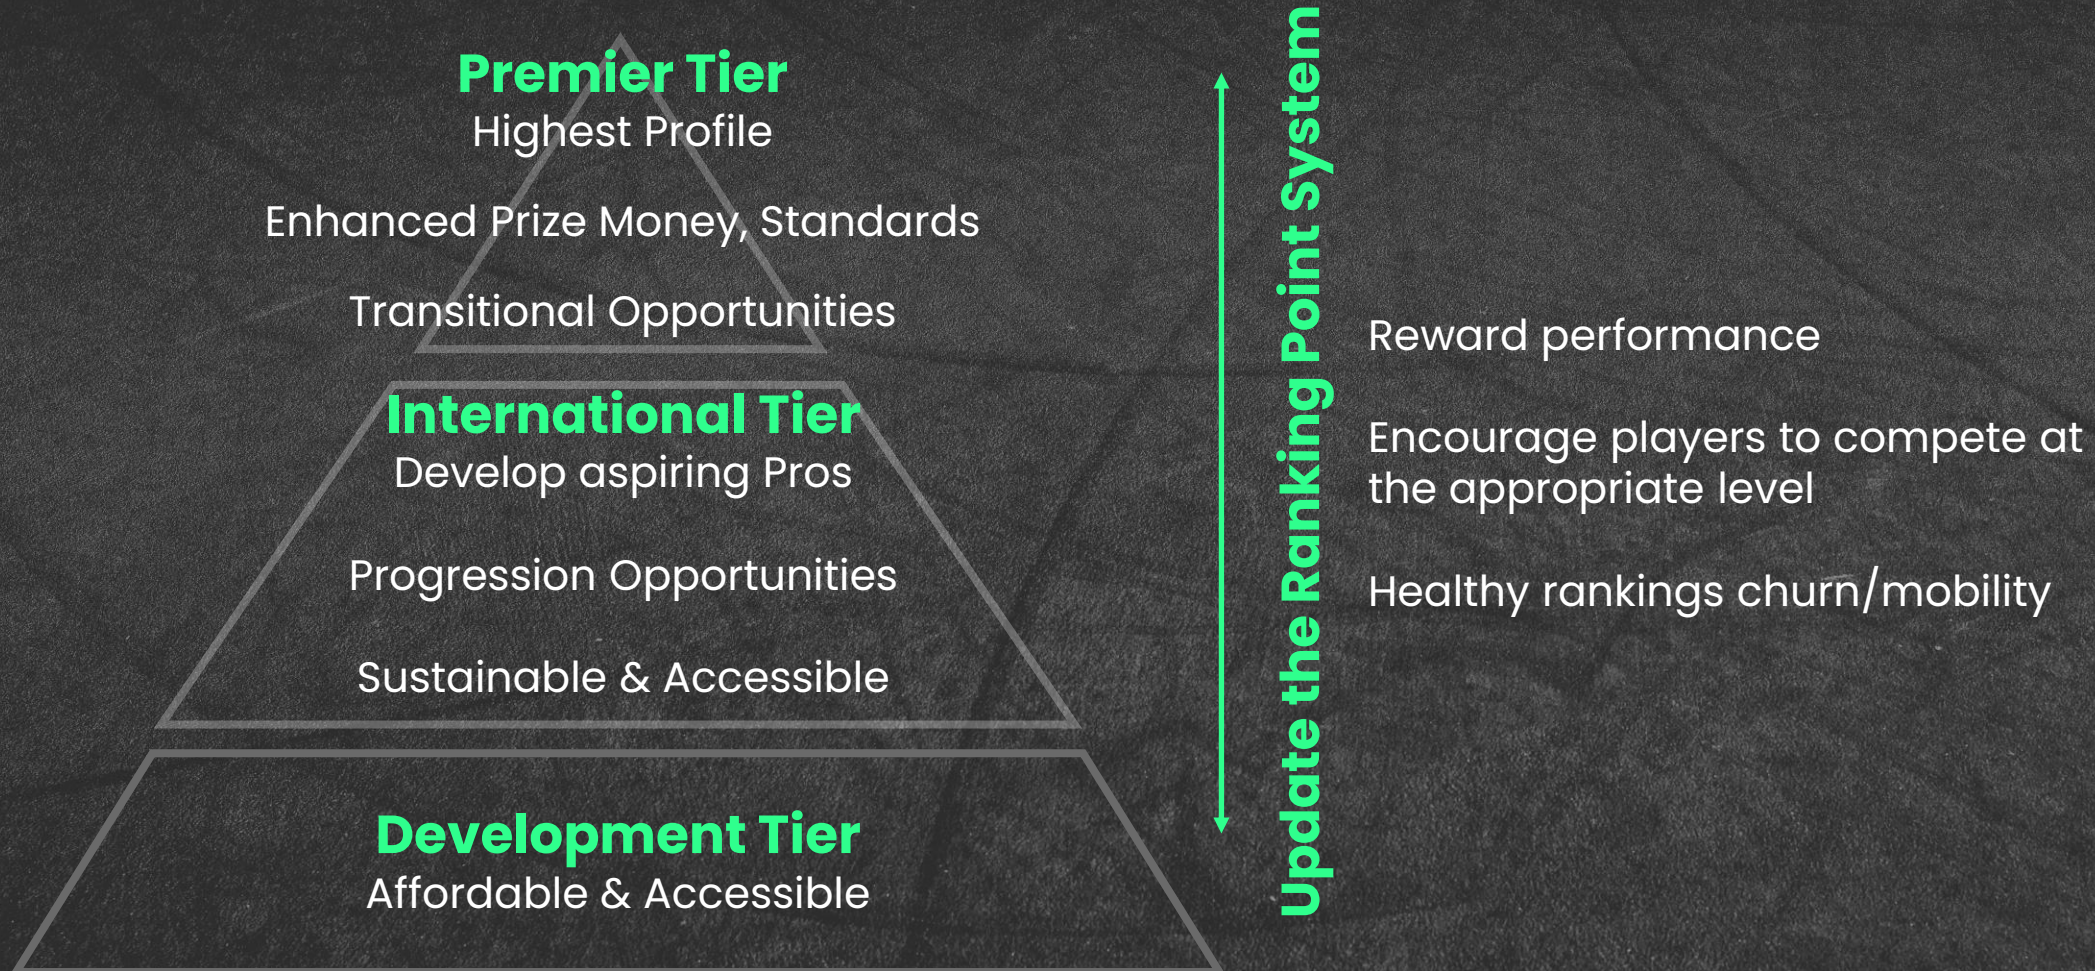 Premier Tier
Highest Profile
Enhanced Prize Money, Standards
Transitional Opportunities
International Tier
Develop aspiring Pros
Progression Opportunities
Sustainable & Accessible
Development Tier
Affordable & Accessible
Update the Ranking Point System
Reward performance
Encourage players to compete at
the appropriate level
Healthy rankings churn/mobility